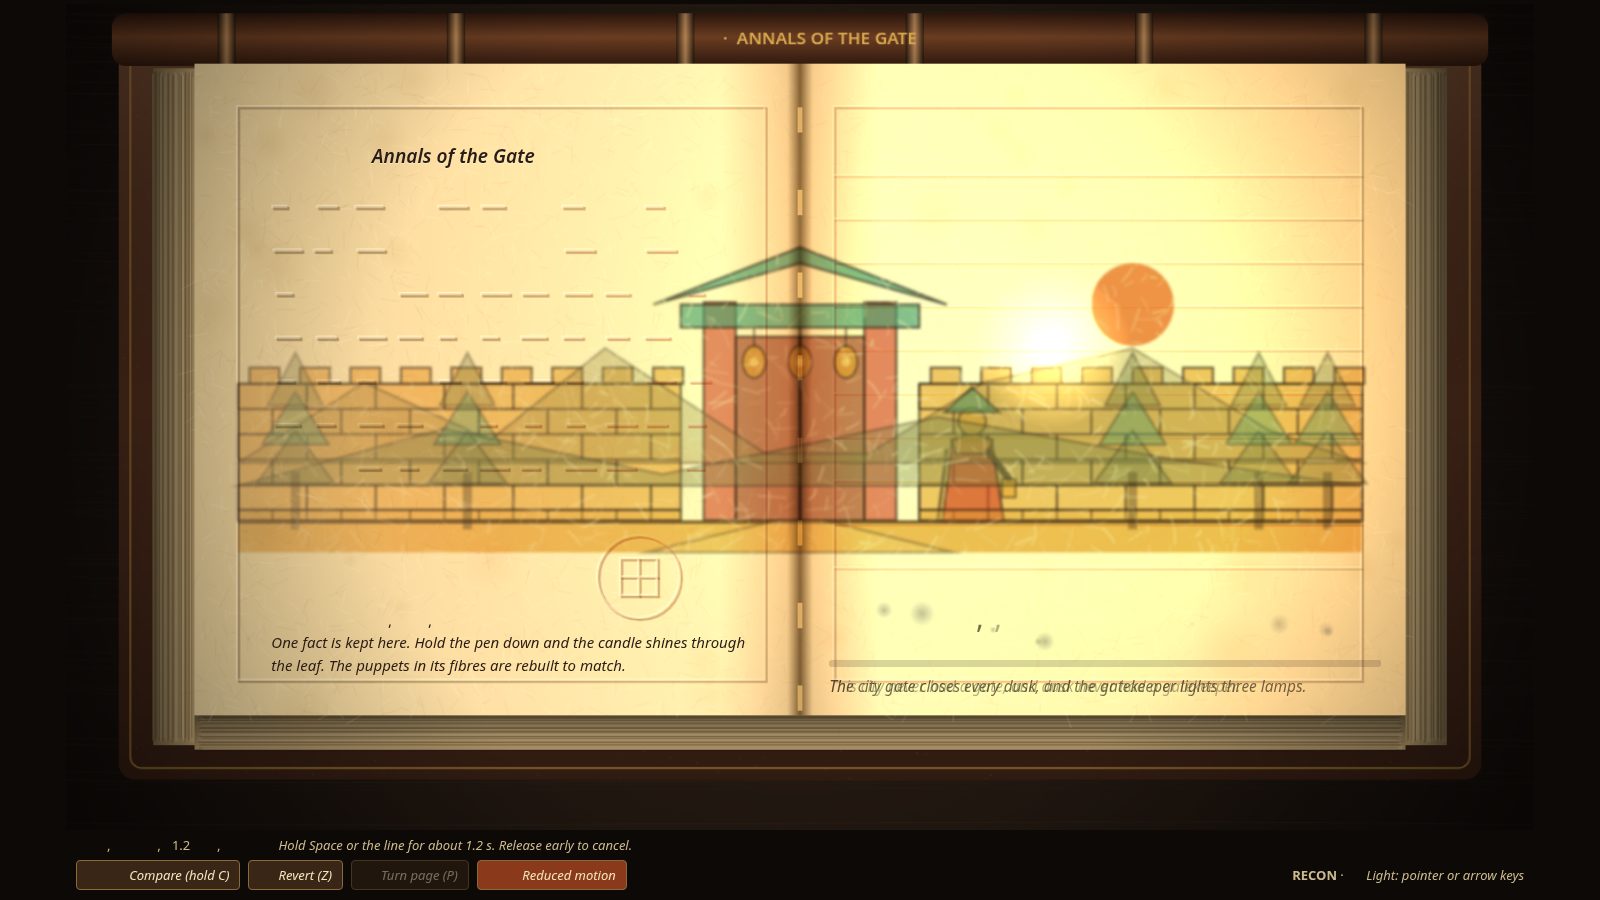 · ANNALS OF THE GATE
Annals of the Gate
One fact is kept here. Hold the pen down and the candle shines through
the leaf. The puppets in its fibres are rebuilt to match.
The city gate closes every dusk, and the gatekeeper lights three lamps.
, , 1.2 , Hold Space or the line for about 1.2 s. Release early to cancel.
Compare (hold C) Revert (Z) Turn page (P) Reduced motion
RECON · Light: pointer or arrow keys